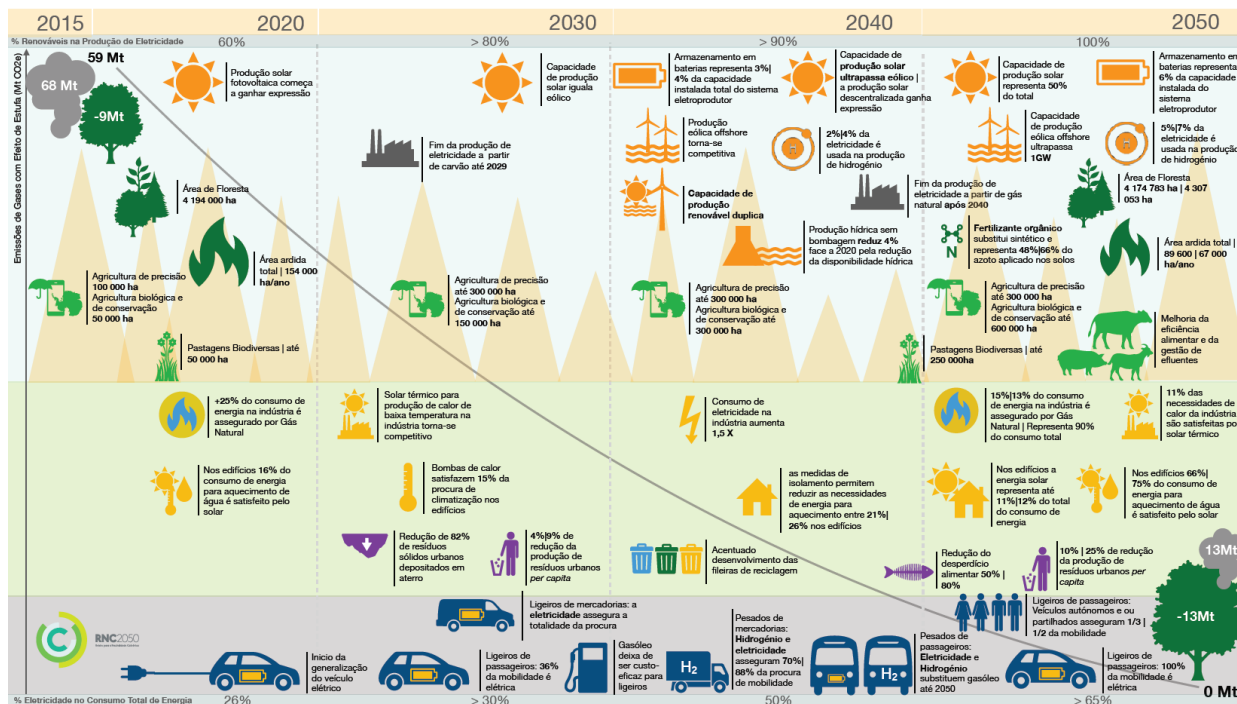 2015
2020
2030
2040
2050
% Renováveis na Produção de Eletricidade
60%
> 80%
> 90%
100%
Emissões de Gases com Efeito de Estufa (Mt CO2e)
59 Mt
68 Mt
-9Mt
Produção solar
fotovoltaica começa
a ganhar expressão
Capacidade
de produção
solar iguala
eólico
Armazenamento em
baterias representa 3%|
4% da capacidade
instalada total do sistema
eletroprodutor
Capacidade de
produção solar
ultrapassa eólico |
a produção solar
descentralizada ganha
expressão
Capacidade de
produção solar
representa 50%
do total
Armazenamento em
baterias representa
6% da capacidade
instalada do
sistema
eletroprodutor
Fim da produção de
eletricidade a partir
de carvão até 2029
Produção
eólica offshore
torna-se
competitiva
2%|4% da
eletricidade é
usada na produção
de hidrogénio
Capacidade
de produção
eólica offshore
ultrapassa
1GW
5%|7% da
eletricidade é
usada na produção
de hidrogénio
Área de Floresta
4 194 000 ha
Capacidade de
produção
renovável duplica
Fim da produção de
eletricidade a partir de gás
natural após 2040
Área de Floresta
4 174 783 ha | 4 307
053 ha
Área ardida
total | 154 000
ha/ano
Produção hídrica sem
bombagem reduz 4%
face a 2020 pela redução
da disponibilidade hídrica
N
Fertilizante orgânico
substitui sintético e
representa 48%|66% do
azoto aplicado nos solos
Área ardida total |
89 600 | 67 000
ha/ano
Agricultura de precisão
100 000 ha
Agricultura biológica e
de conservação
50 000 ha
Agricultura de precisão
até 300 000 ha
Agricultura biológica e
de conservação até
150 000 ha
Agricultura de precisão
até 300 000 ha
Agricultura biológica e
de conservação até
300 000 ha
Agricultura de precisão
até 300 000 ha
Agricultura biológica e
de conservação até
600 000 ha
Melhoria da
eficiência
alimentar e da
gestão de
efluentes
Pastagens Biodiversas | até
50 000 ha
Pastagens Biodiversas | até
250 000ha
+25% do consumo de
energia na indústria é
assegurado por Gás
Natural
Solar térmico para
produção de calor de
baixa temperatura na
indústria torna-se
competitivo
Consumo de
eletricidade na
indústria aumenta
1,5 X
15%|13% do consumo
de energia na indústria é
assegurado por Gás
Natural | Representa 90%
do consumo total
11% das
necessidades de
calor da indústria
são satisfeitas po
solar térmico
Nos edifícios 16% do
consumo de energia
para aquecimento de
água é satisfeito pelo
solar
Bombas de calor
satisfazem 15% da
procura de
climatização nos
edifícios
as medidas de
isolamento permitem
reduzir as necessidades
de energia para
aquecimento entre 21%|
26% nos edifícios
Nos edifícios a
energia solar
representa até
11%|12% do total
do consumo de
energia
Nos edifícios 66%|
75% do consumo de
energia para
aquecimento de água
é satisfeito pelo solar
Redução de 82%
de resíduos
sólidos urbanos
depositados em
aterro
4%|9% de
redução da
produção de
resíduos urbanos
per capita
Acentuado
desenvolvimento das
fileiras de reciclagem
Redução do
desperdício
alimentar 50% |
80%
10% | 25% de redução
da produção de
resíduos urbanos per
capita
13Mt
-13Mt
RNC2050
Início da
generalização
do veículo
elétrico
Ligeiros de mercadorias: a
eletricidade assegura a
totalidade da procura
Ligeiros de
passageiros: 36%
da mobilidade é
elétrica
Gasóleo
deixa de
ser custo-
eficaz para
ligeiros
H2
Pesados de
mercadorias:
Hidrogénio e
eletricidade
asseguram 70%|
88% da procura
de mobilidade
H2
Pesados de
passageiros:
Eletricidade e
Hidrogénio
substituem gasóleo
até 2050
Ligeiros de passageiros:
Veículos autónomos e ou
partilhados asseguram 1/3 |
1/2 da mobilidade
Ligeiros de
passageiros: 100%
da mobilidade é
elétrica
0 Mt
% Eletricidade no Consumo Total de Energia
26%
> 30%
50%
> 65%